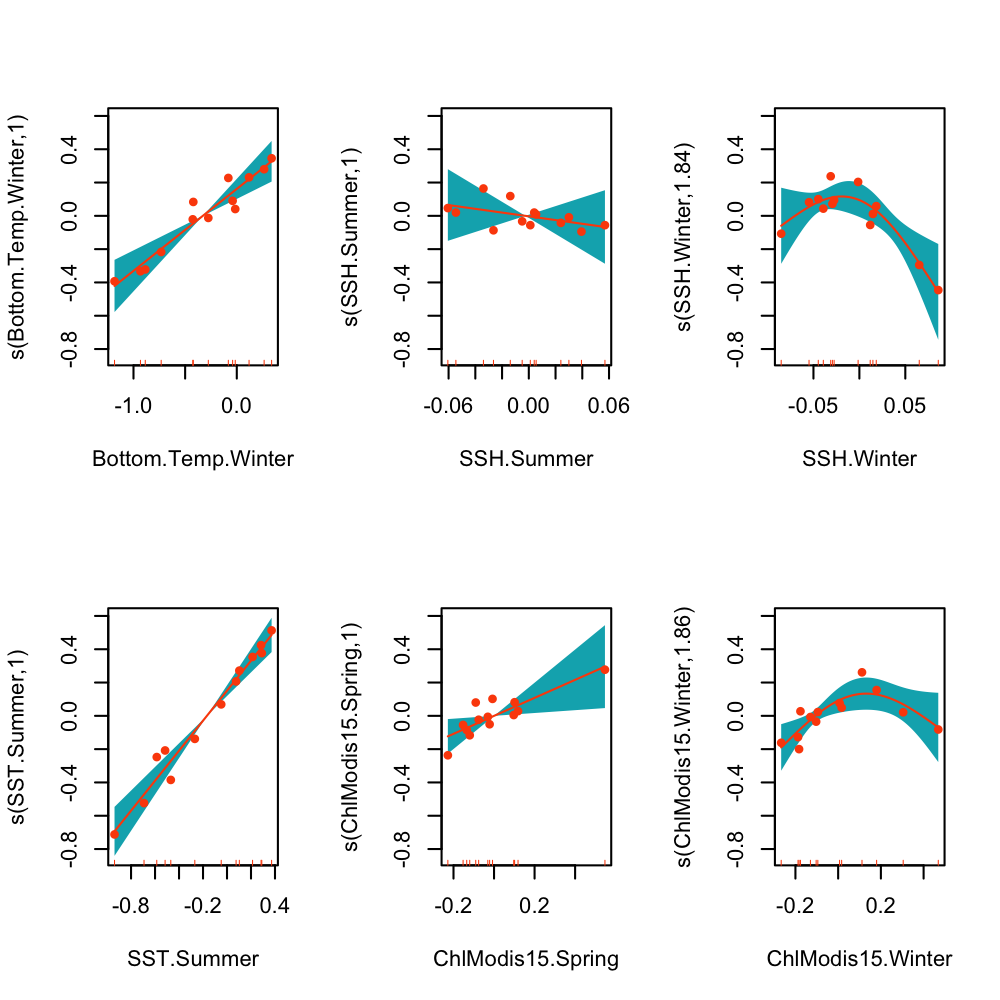 s(Bottom.Temp.Winter,1)
0.4
0.0
-0.4
-0.8
-1.0 0.0
Bottom.Temp.Winter
s(SSH.Summer,1)
0.4
0.0
-0.4
-0.8
-0.06 0.00 0.06
SSH.Summer
s(SSH.Winter,1.84)
0.4
0.0
-0.4
-0.8
-0.05 0.05
SSH.Winter
s(SST.Summer,1)
0.4
0.0
-0.4
-0.8
-0.8 -0.2 0.4
SST.Summer
s(ChlModis15.Spring,1)
0.4
0.0
-0.4
-0.8
-0.2 0.2
ChlModis15.Spring
s(ChlModis15.Winter,1.86)
0.4
0.0
-0.4
-0.8
-0.2 0.2
ChlModis15.Winter